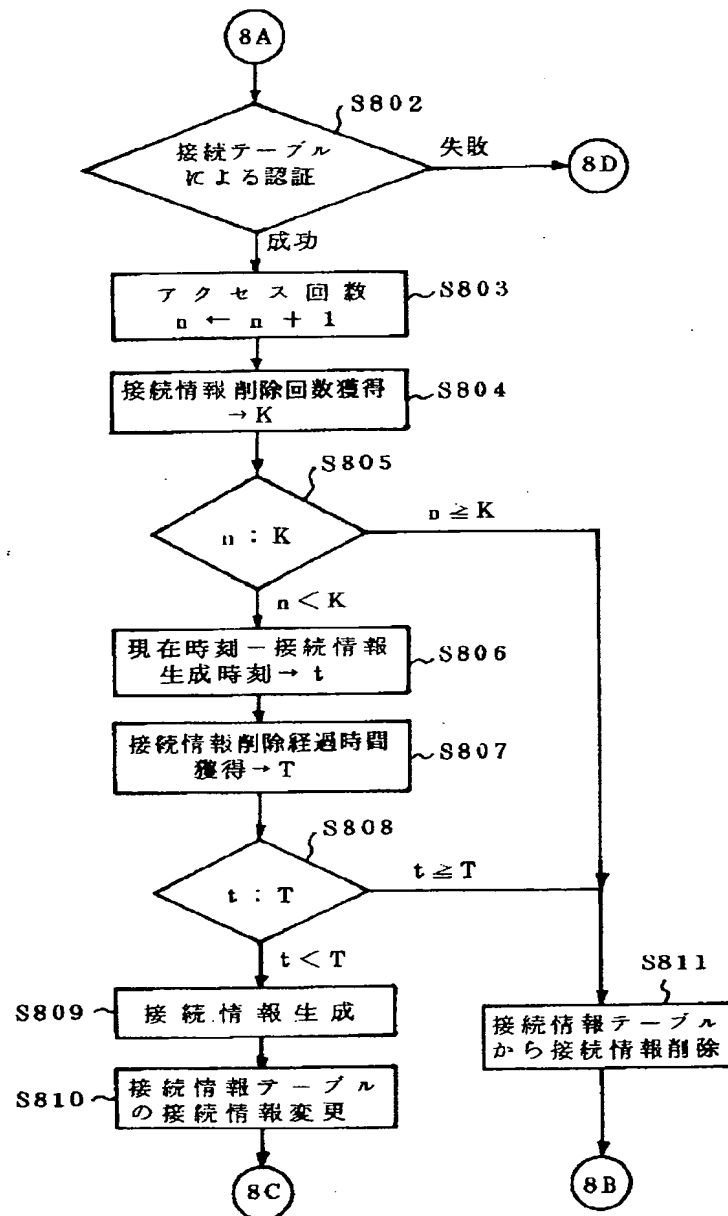 8A
S802
接続テーブル
による認証
失敗
8D
成功
アクセス回数
n ← n + 1
S803
接続情報削除回数獲得
→ K
S804
S805
n : K
n ≧ K
n < K
現在時刻－接続情報
生成時刻→ t
S806
接続情報削除経過時間
獲得→ T
S807
S808
t : T
t ≧ T
t < T
S809
接続情報生成
S811
接続情報テーブル
から接続情報削除
S810
接続情報テーブル
の接続情報変更
8C
8B